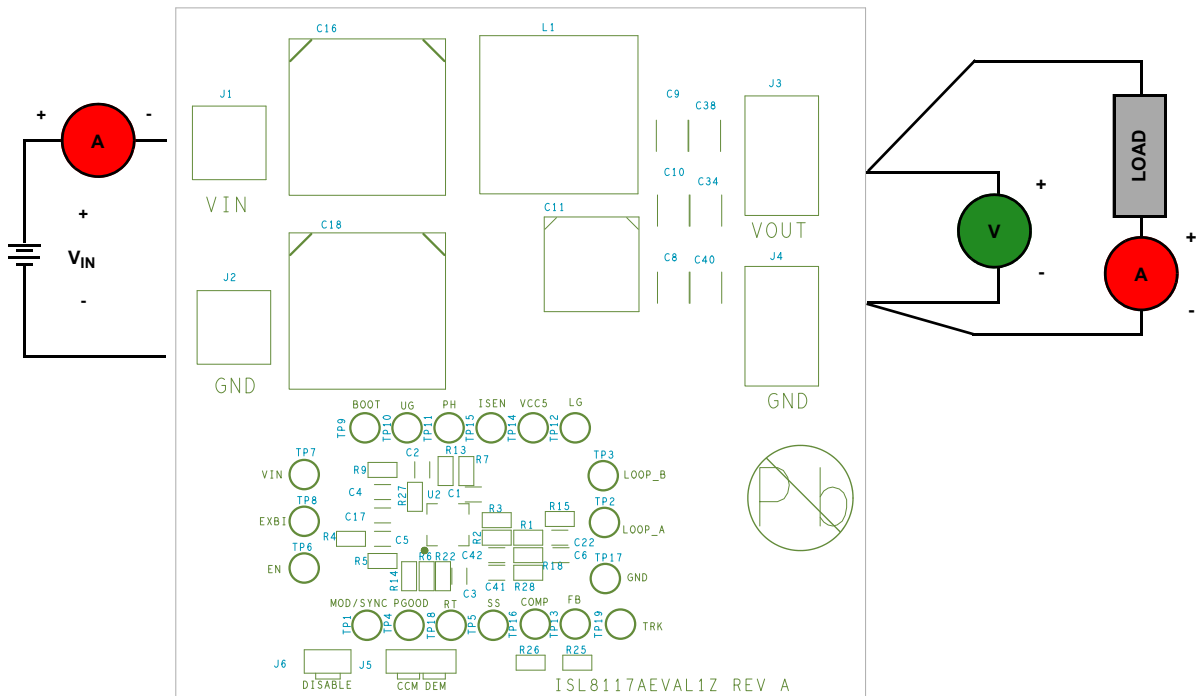 C16
L1
J1
C9
C38
J3
+
-
A
LOAD
VIN
C10
C34
+
C11
V
+
C18
VOUT
VIN
C8
C40
J4
-
+
A
J2
-
-
GND
GND
BOOT
UG
PH
ISEN
VCC5
LG
TP9
TP10
TP11
TP15
TP14
TP12
TP7
VIN
R9
C2
R13
R7
TP3
LOOP_B
C4
R27
U2
C1
TP8
EXBI
C17
R3
R15
TP2
LOOP_A
R4
C5
R2
R1
C22
TP6
EN
R5
R6
R22
C42
C6
TP17
R14
R18
GND
C3
C41
R28
MOD/SYNC
PGOOD
RT
SS
COMP
FB
TP1
TP4
TP18
TP5
TP16
TP13
TP19
TRK
R26
R25
J6
J5
DISABLE
CCM
DEM
ISL8117AEVAL1Z REV A
Pb